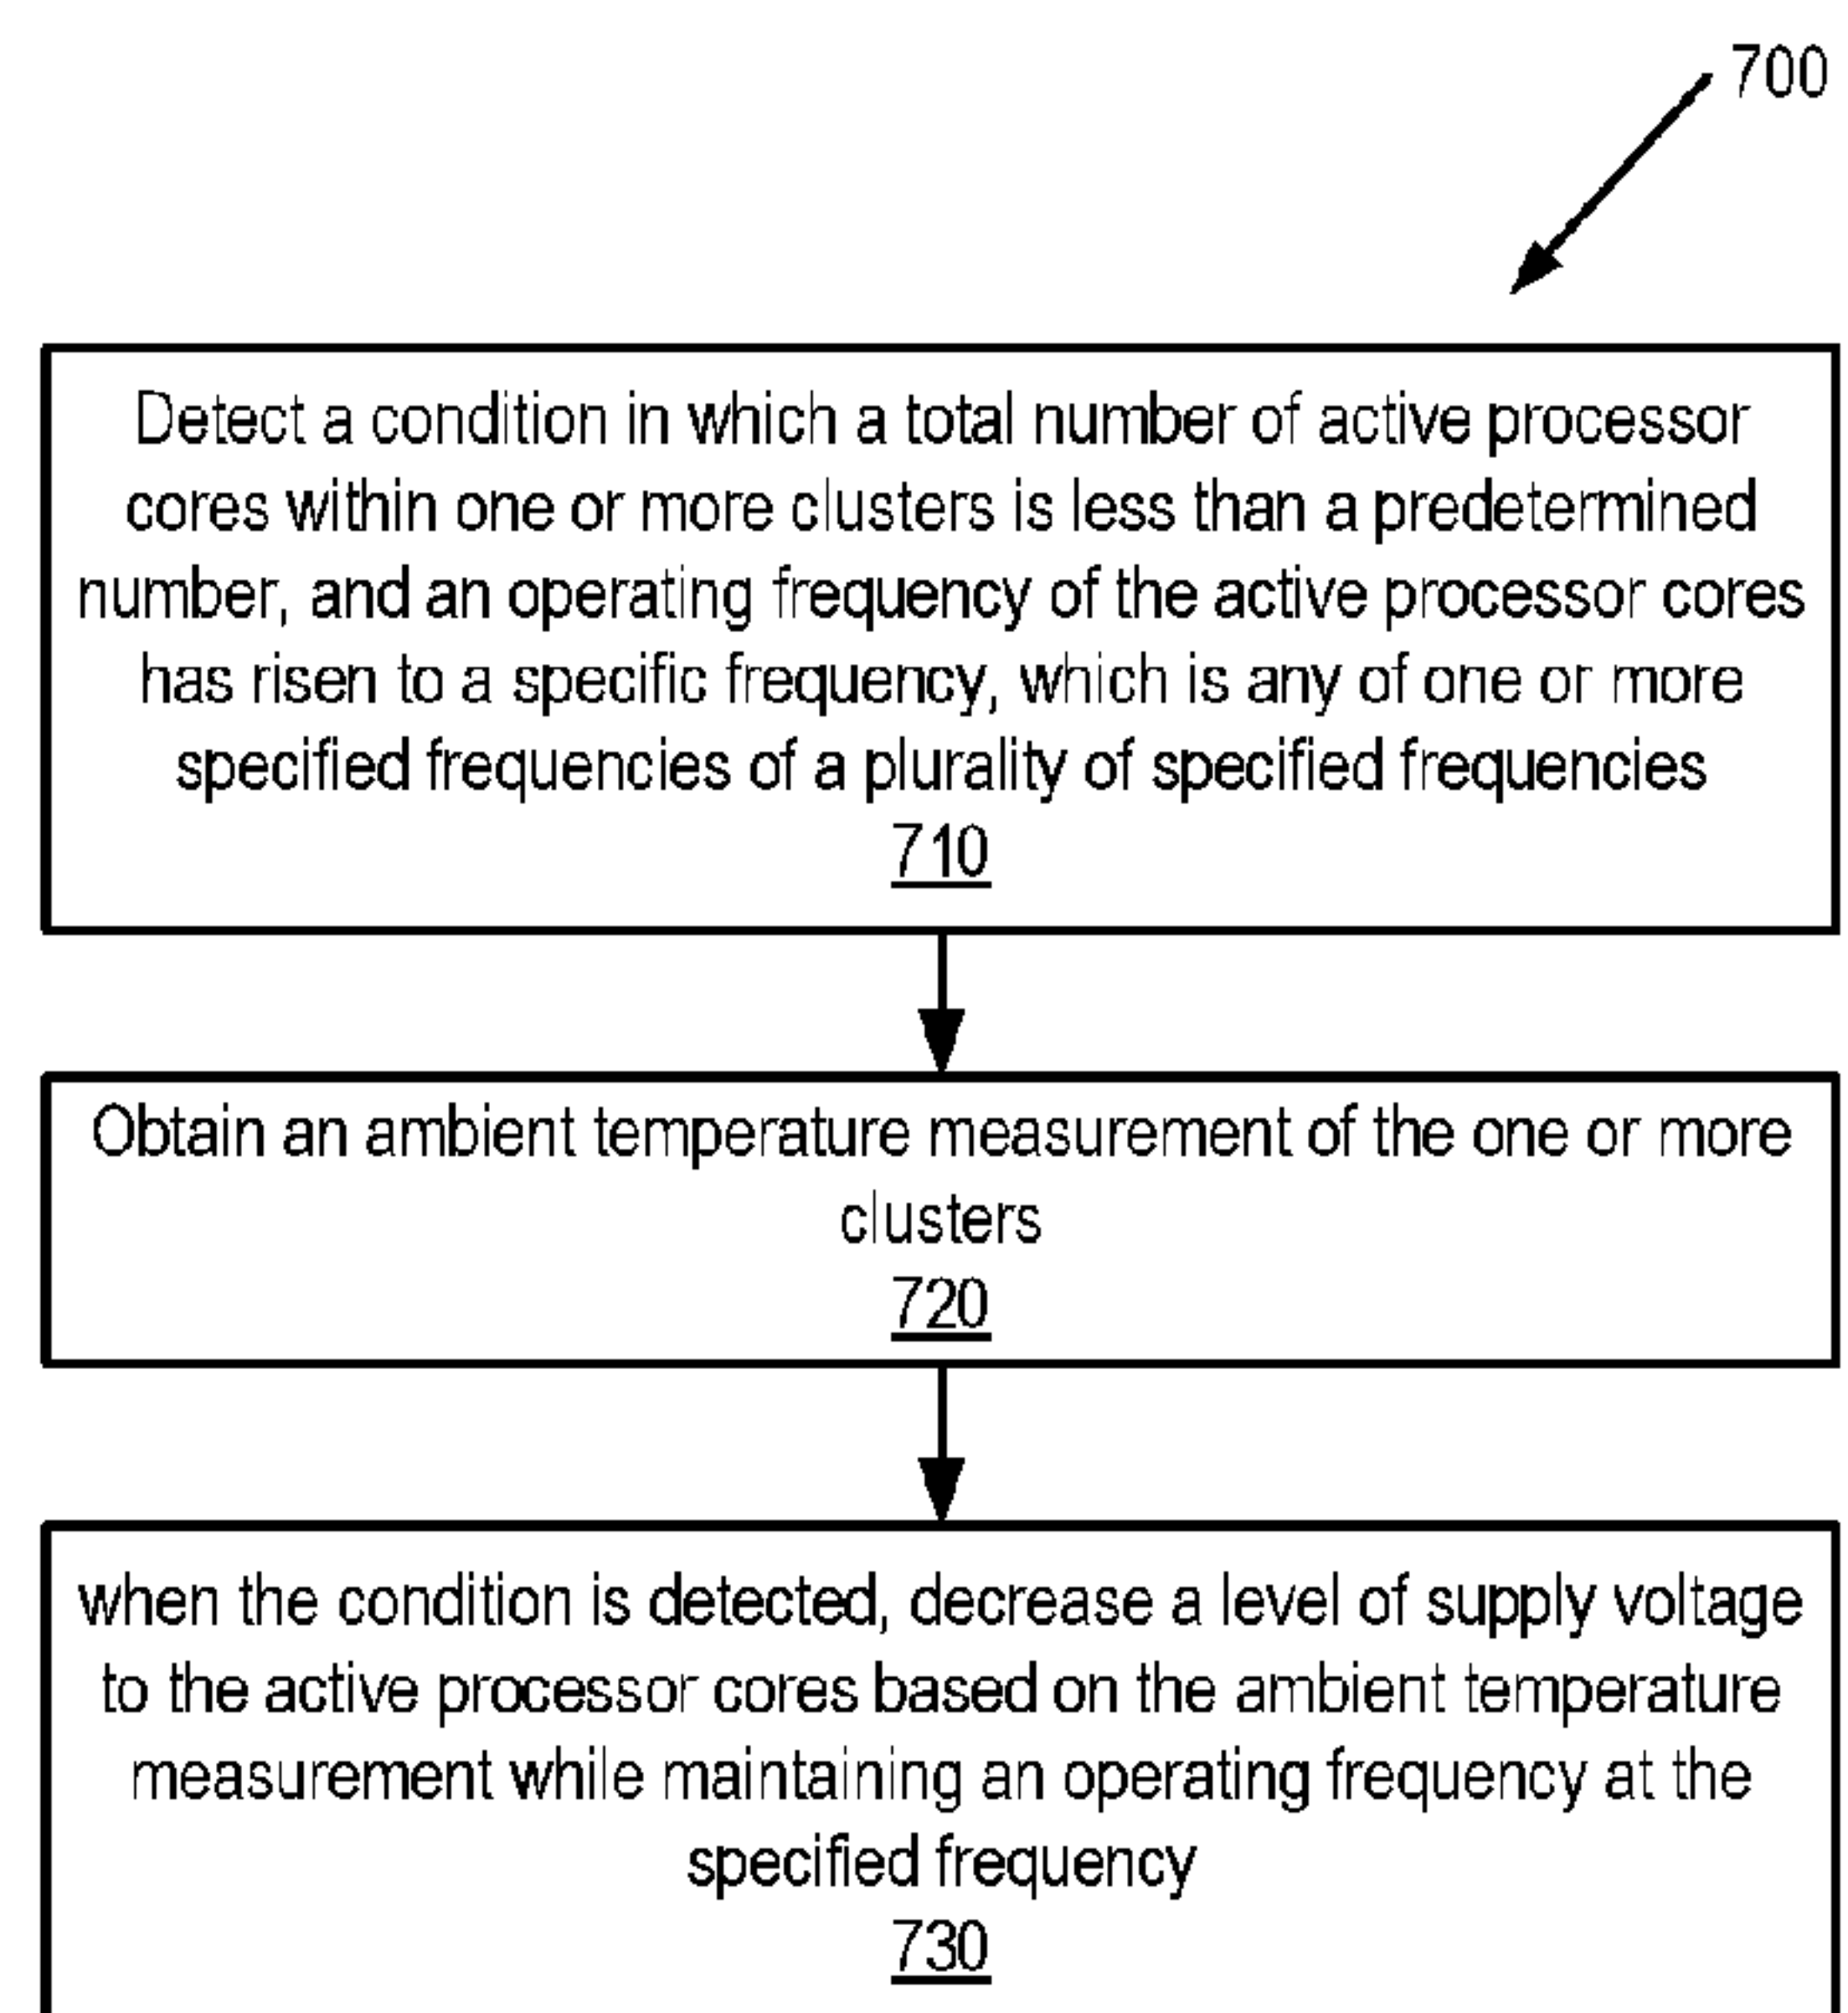 700
Detect a condition in which a total number of active processor
cores within one or more clusters is less than a predetermined
number, and an operating frequency of the active processor cores
has risen to a specific frequency, which is any of one or more
specified frequencies of a plurality of specified frequencies
710
Obtain an ambient temperature measurement of the one or more
clusters
720
when the condition is detected, decrease a level of supply voltage
to the active processor cores based on the ambient temperature
measurement while maintaining an operating frequency at the
specified frequency
730